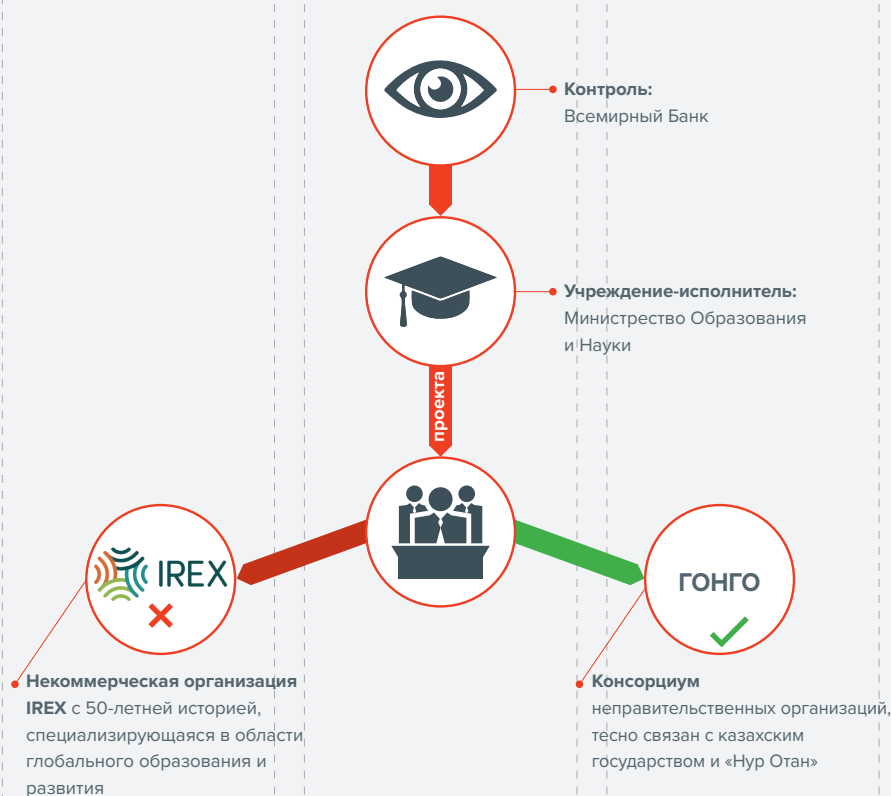 Контроль:
Всемирный Банк
Учреждение-исполнитель:
Министрество Образования
и Науки
проекта
IREX
ГОНГО
Некоммерческая организация
IREX с 50-летней историей,
специализирующаяся в области
глобального образования и
развития
Консорциум
неправительственных организаций,
тесно связан с казахским
государством и «Нур Отан»